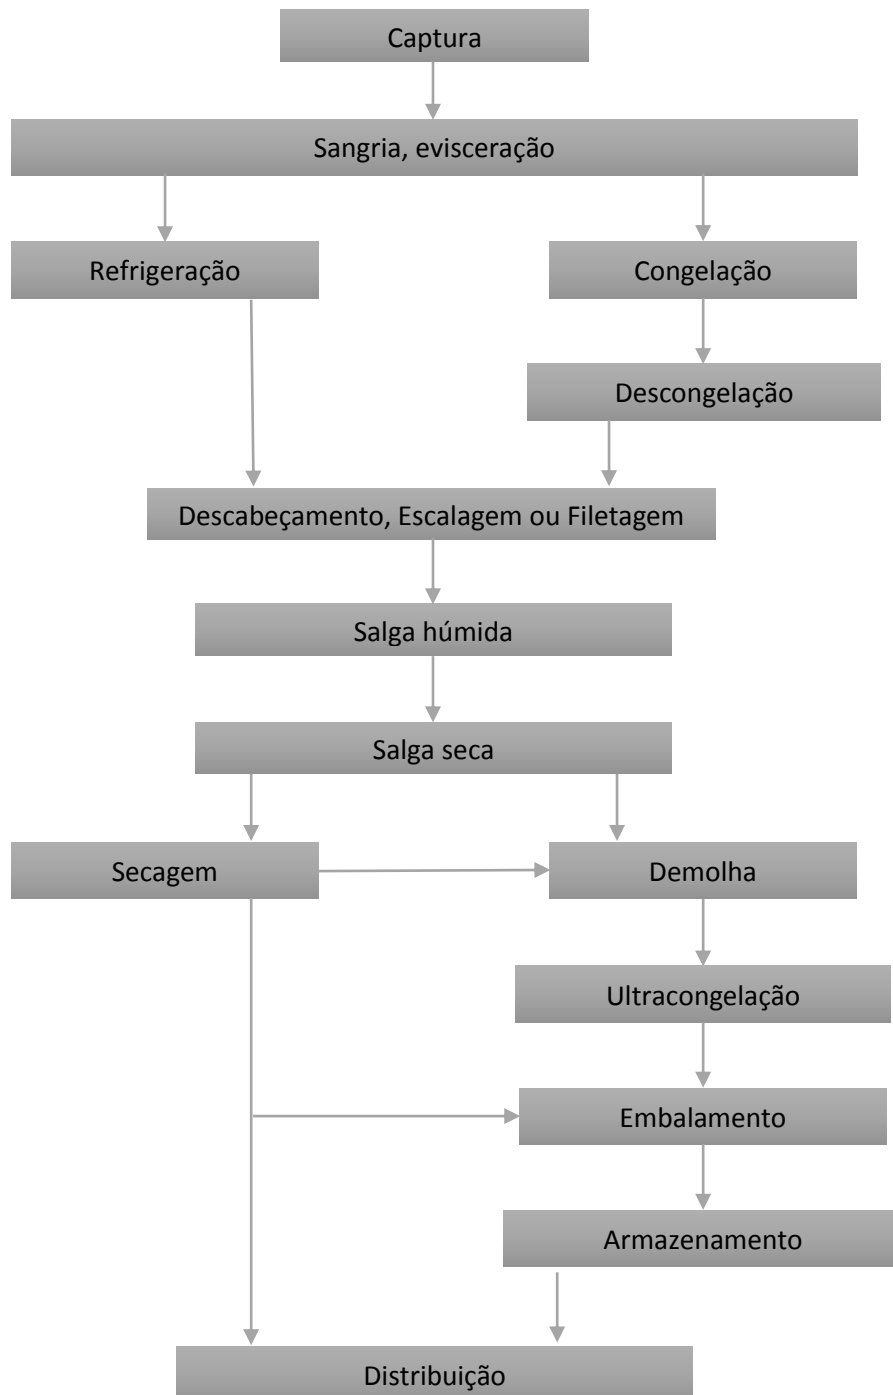 Captura
Sangria, evisceração
Refrigeração
Congelação
Descongelação
Descabeçamento, Escalagem ou Filetagem
Salga húmida
Salga seca
Secagem
Demolha
Ultracongelação
Embalamento
Armazenamento
Distribuição